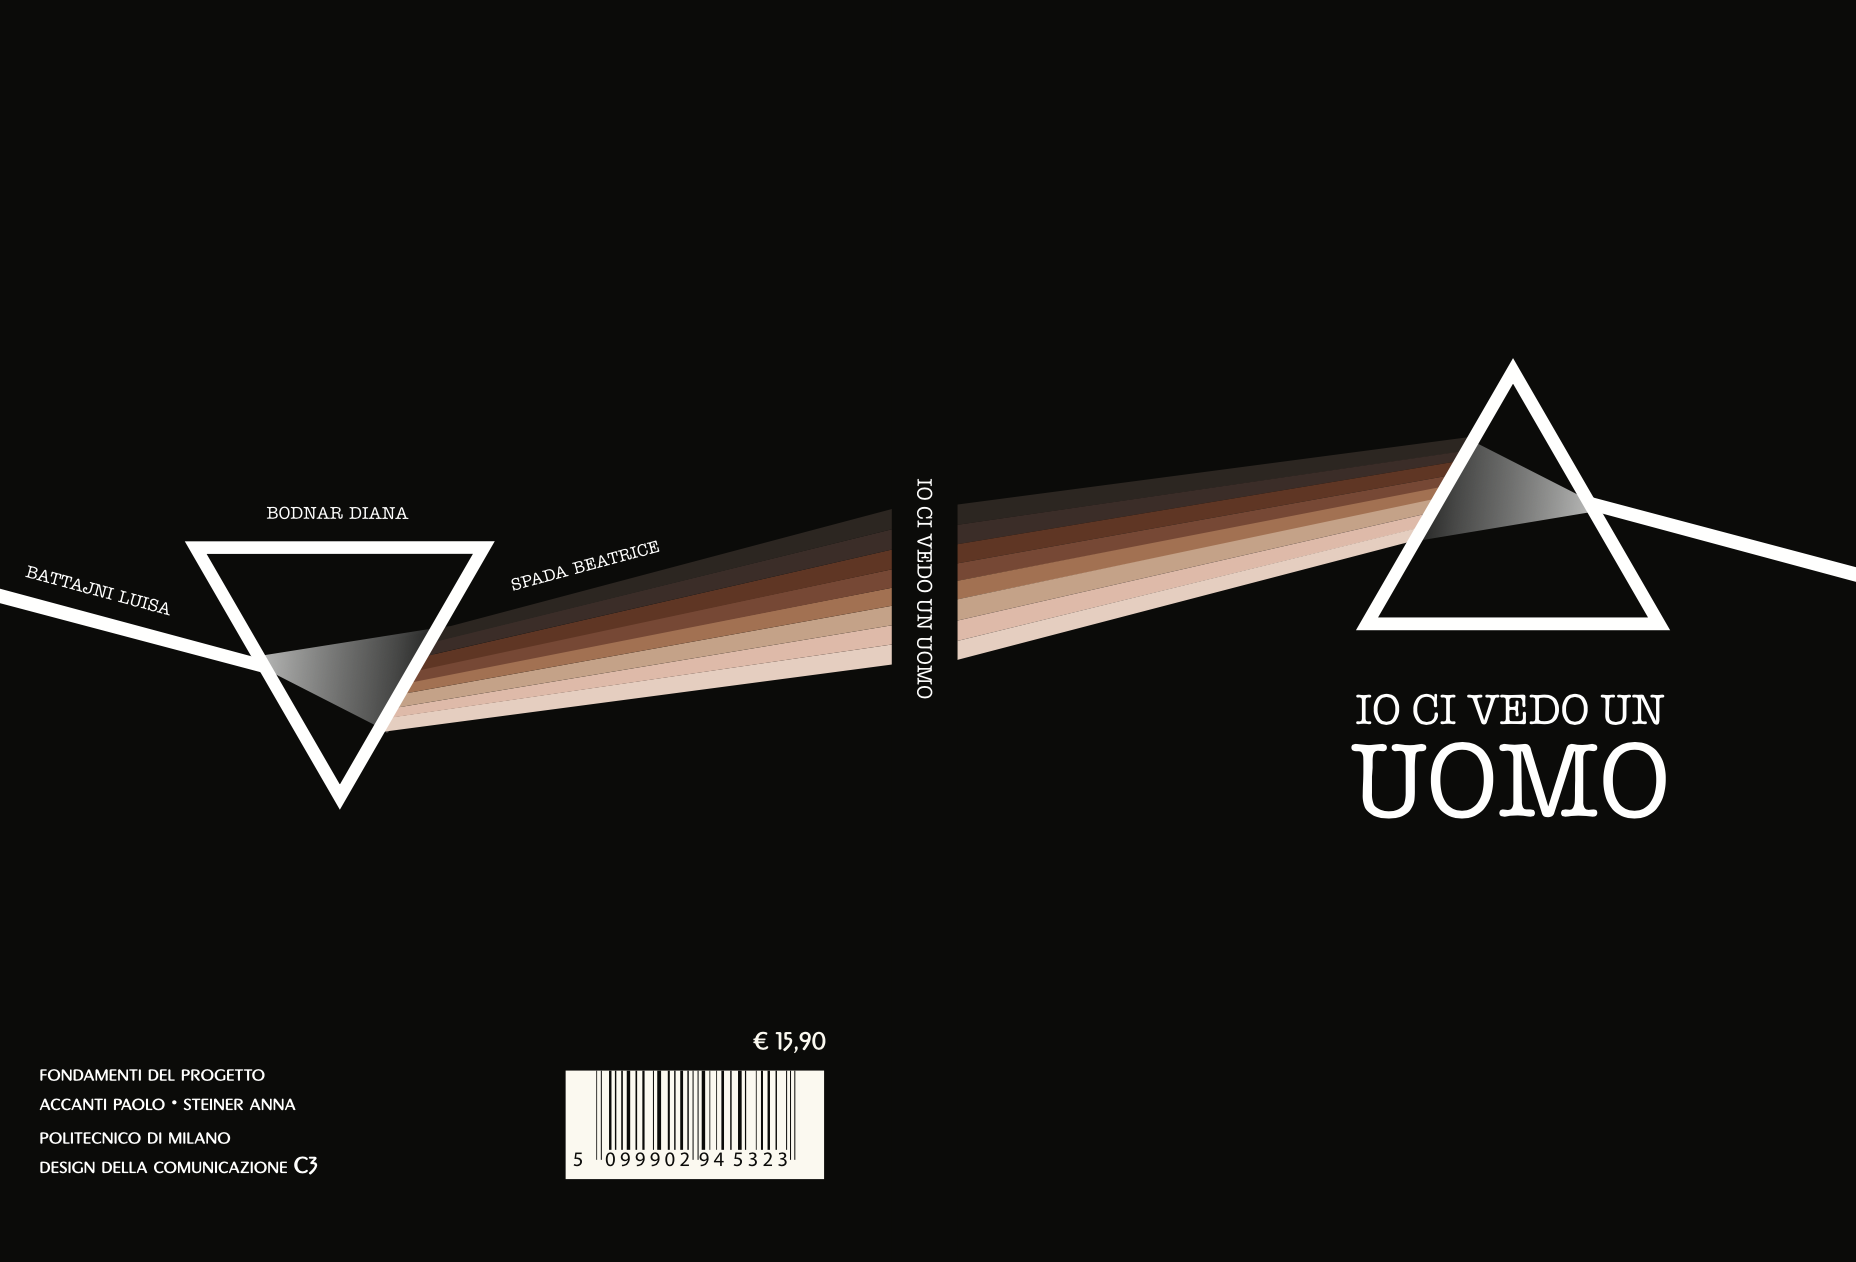 BODNAR DIANA
BATTAJNI LUISA
SPADA BEATRICE
IO CI VEDO UN UOMO
IO CI VEDO UN
UOMO
€ 15,90
FONDAMENTI DEL PROGETTO
ACCANTI PAOLO • STEINER ANNA
POLITECNICO DI MILANO
DESIGN DELLA COMUNICAZIONE C3
5 099902 945323